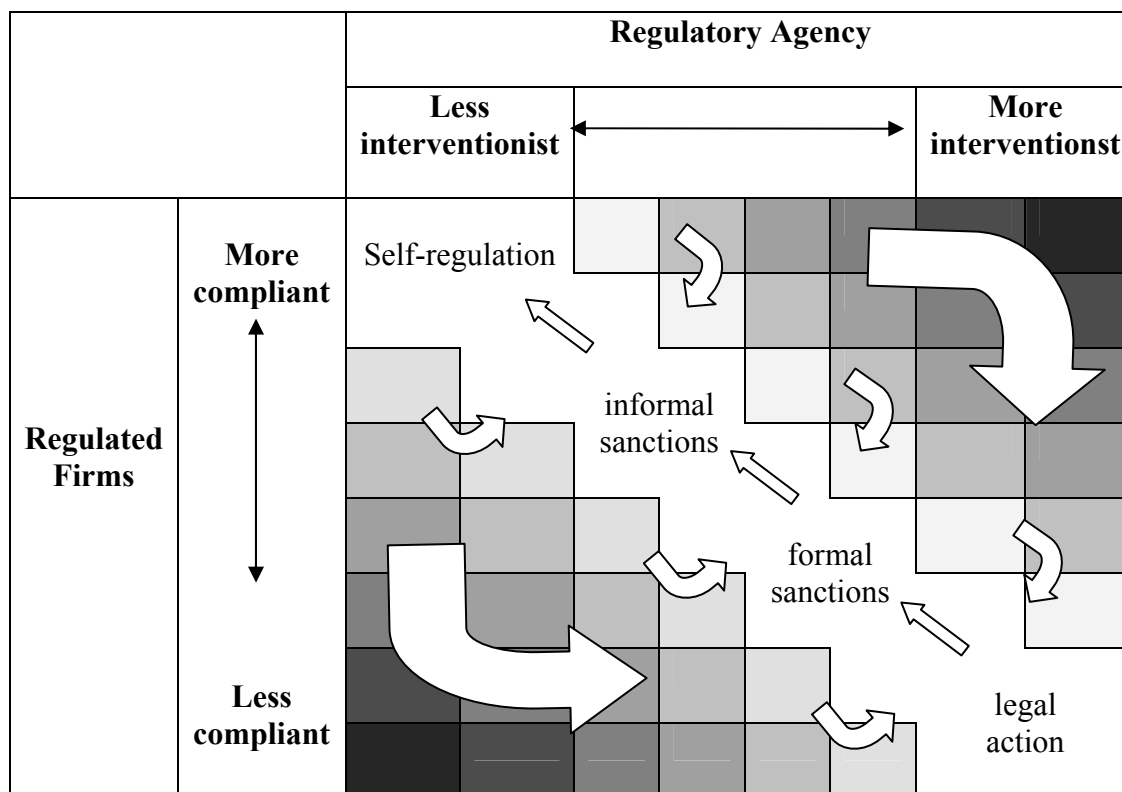 Regulatory Agency
Less
interventionist
More
interventionst
Regulated
Firms
More
compliant
Less
compliant
Self-regulation
informal
sanctions
formal
sanctions
legal
action